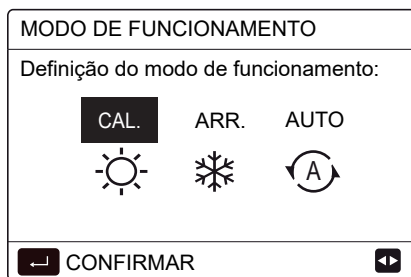 MODO DE FUNCIONAMENTO
Definição do modo de funcionamento:
CAL. ARR. AUTO
A
CONFIRMAR